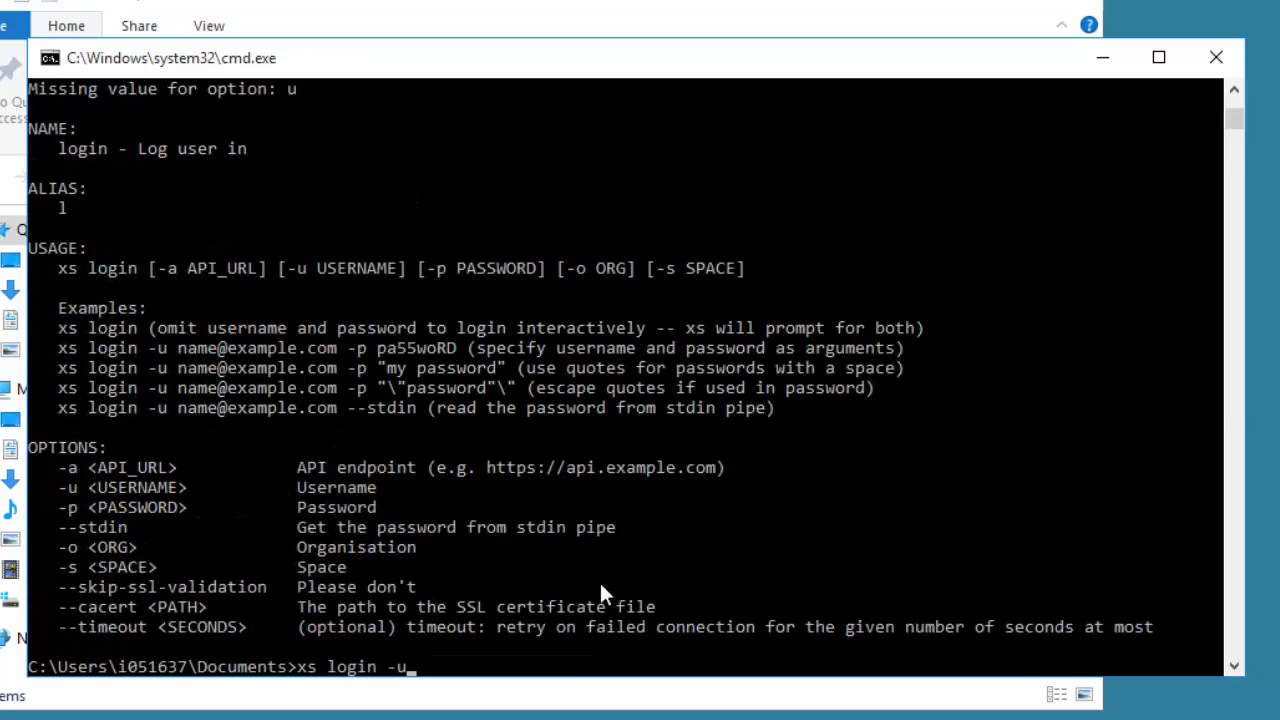 Home Share View
C:\Windows\system32\cmd.exe
Missing value for option: u
NAME:
login - Log user in
ALIAS:
l
USAGE:
xs login [-a API_URL] [-u USERNAME] [-p PASSWORD] [-o ORG] [-s SPACE]
Examples:
xs login (omit username and password to login interactively -- xs will prompt for both)
xs login -u name@example.com -p pa55woRD (specify username and password as arguments)
xs login -u name@example.com -p "my password" (use quotes for passwords with a space)
xs login -u name@example.com -p "\"password"\" (escape quotes if used in password)
xs login -u name@example.com --stdin (read the password from stdin pipe)
OPTIONS:
-a <API_URL> API endpoint (e.g. https://api.example.com)
-u <USERNAME> Username
-p <PASSWORD> Password
--stdin Get the password from stdin pipe
-o <ORG> Organisation
-s <SPACE> Space
--skip-ssl-validation Please don't
--cacert <PATH> The path to the SSL certificate file
--timeout <SECONDS> (optional) timeout: retry on failed connection for the given number of seconds at most
C:\Users\i051637\Documents>xs login -u